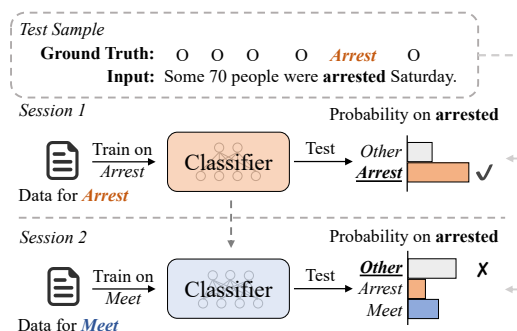 Test Sample
Ground Truth: O O O O Arrest O
Input: Some 70 people were arrested Saturday.
Session 1
Probability on arrested
Train on
Arrest
Classifier
Test
Other
Arrest
✓
Data for Arrest
Session 2
Probability on arrested
Train on
Meet
Classifier
Test
Other
✗
Arrest
Meet
Data for Meet